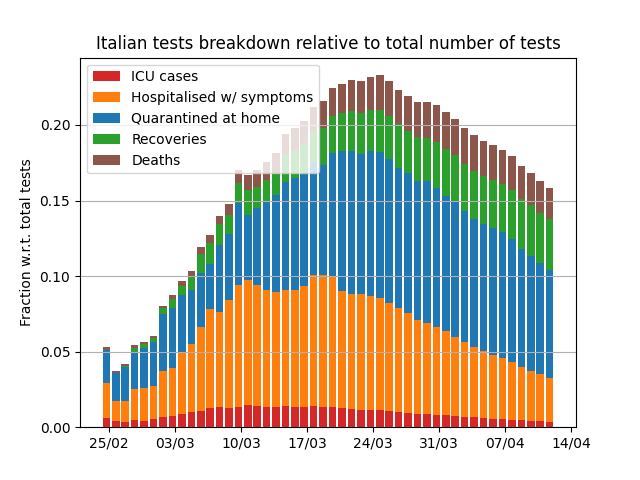 Italian tests breakdown relative to total number of tests
ICU cases
Hospitalised w/ symptoms
Quarantined at home
Recoveries
Deaths
Fraction w.r.t. total tests
0.20
0.15
0.10
0.05
0.00
25/02 03/03 10/03 17/03 24/03 31/03 07/04 14/04